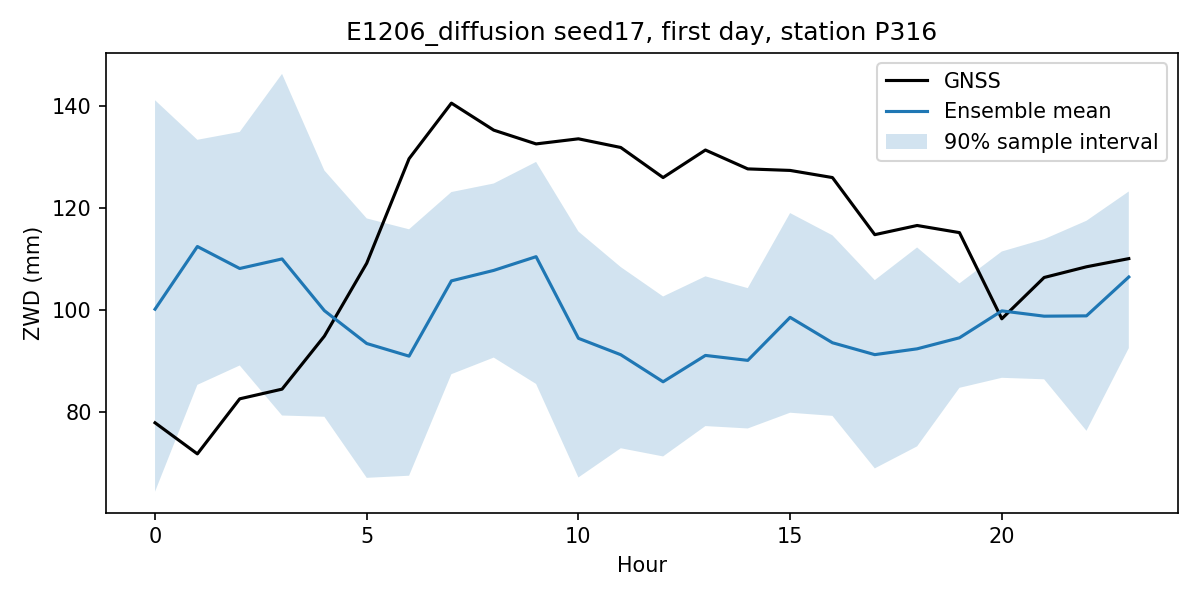 E1206_diffusion seed17, first day, station P316
GNSS
Ensemble mean
90% sample interval
ZWD (mm)
140
120
100
80
0 5 10 15 20
Hour